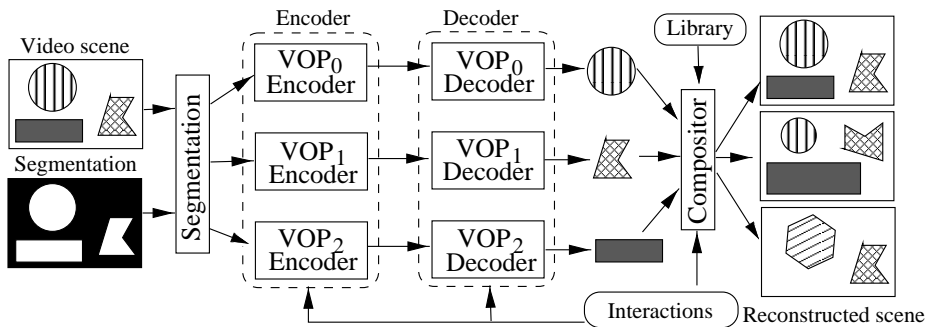 Encoder
Decoder
Library
Video scene
Segmentation
Segmentation
VOP0
Encoder
VOP1
Encoder
VOP2
Encoder
VOP0
Decoder
VOP1
Decoder
VOP2
Decoder
Compositor
Interactions
Reconstructed scene